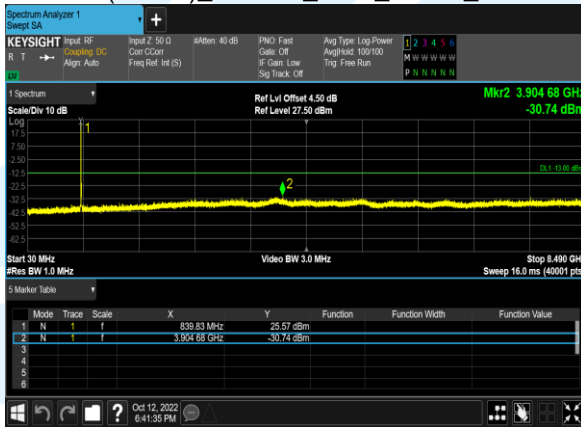 Spectrum Analyzer 1
Swept SA
+
KEYSIGHT Input: RF Input Z: 50 Ω #Atten: 40 dB PNO: Fast Avg Type: Log-Power 1 2 3 4 5 6
R T Coupling: DC Corr CCorr Gate: Off Avg|Hold: 100/100 M W W W W W
Align: Auto Freq Ref: Int (S) IF Gain: Low Trig: Free Run P N N N N N
Sig Track: Off
1 Spectrum Ref Lvl Offset 4.50 dB Mkr2 3.904 68 GHz
Scale/Div 10 dB Ref Level 27.50 dBm -30.74 dBm
Log
17.5
7.50
-2.50
-12.5
-22.5
-32.5
-42.5
-52.5
-62.5
1
2
DL1 -13.00 dBm
Start 30 MHz Video BW 3.0 MHz Stop 8.490 GHz
#Res BW 1.0 MHz Sweep 16.0 ms (40001 pts
5 Marker Table
Mode Trace Scale X Y Function Function Width Function Value
1 N 1 f 839.83 MHz 25.57 dBm
2 N 1 f 3.904 68 GHz -30.74 dBm
3
4
5
6
? Oct 12, 2022
6:41:35 PM